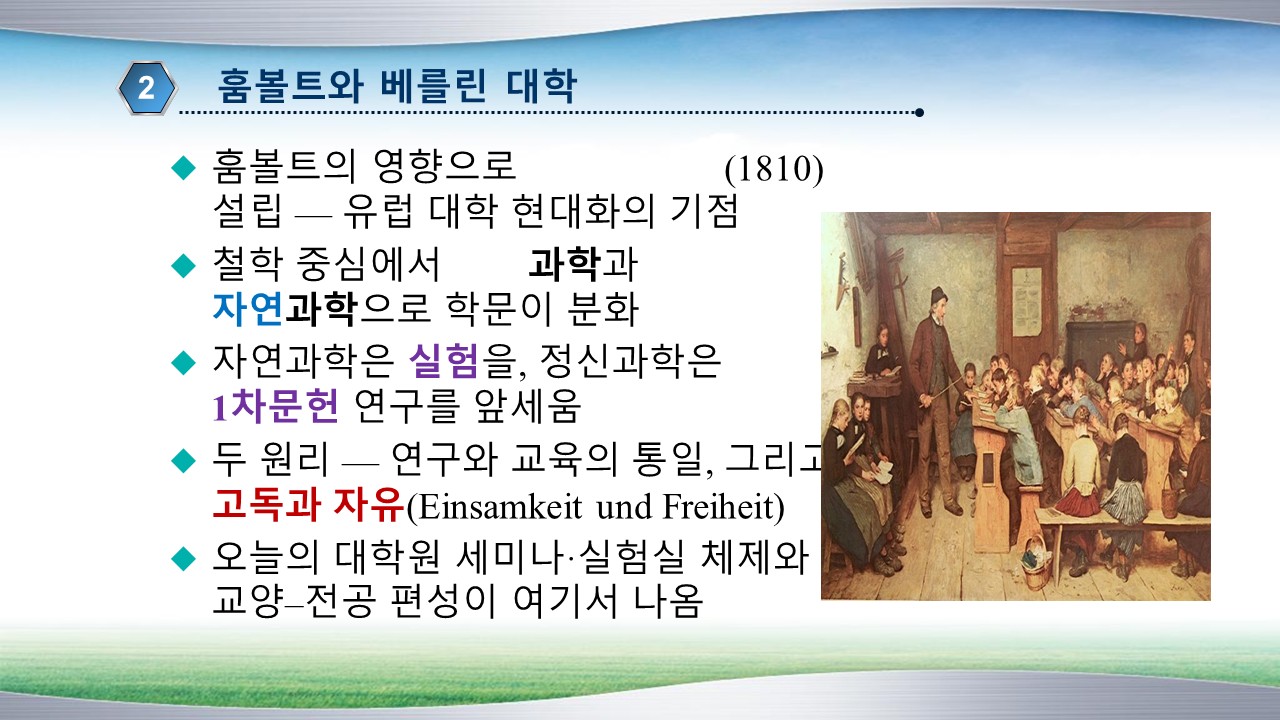 2
훔볼트와 베를린 대학
훔볼트의 영향으로 (1810)
설립 — 유럽 대학 현대화의 기점
철학 중심에서 과학과
자연과학으로 학문이 분화
자연과학은 실험을, 정신과학은
1차문헌 연구를 앞세움
두 원리 — 연구와 교육의 통일, 그리고
고독과 자유(Einsamkeit und Freiheit)
오늘의 대학원 세미나·실험실 체제와
교양–전공 편성이 여기서 나옴